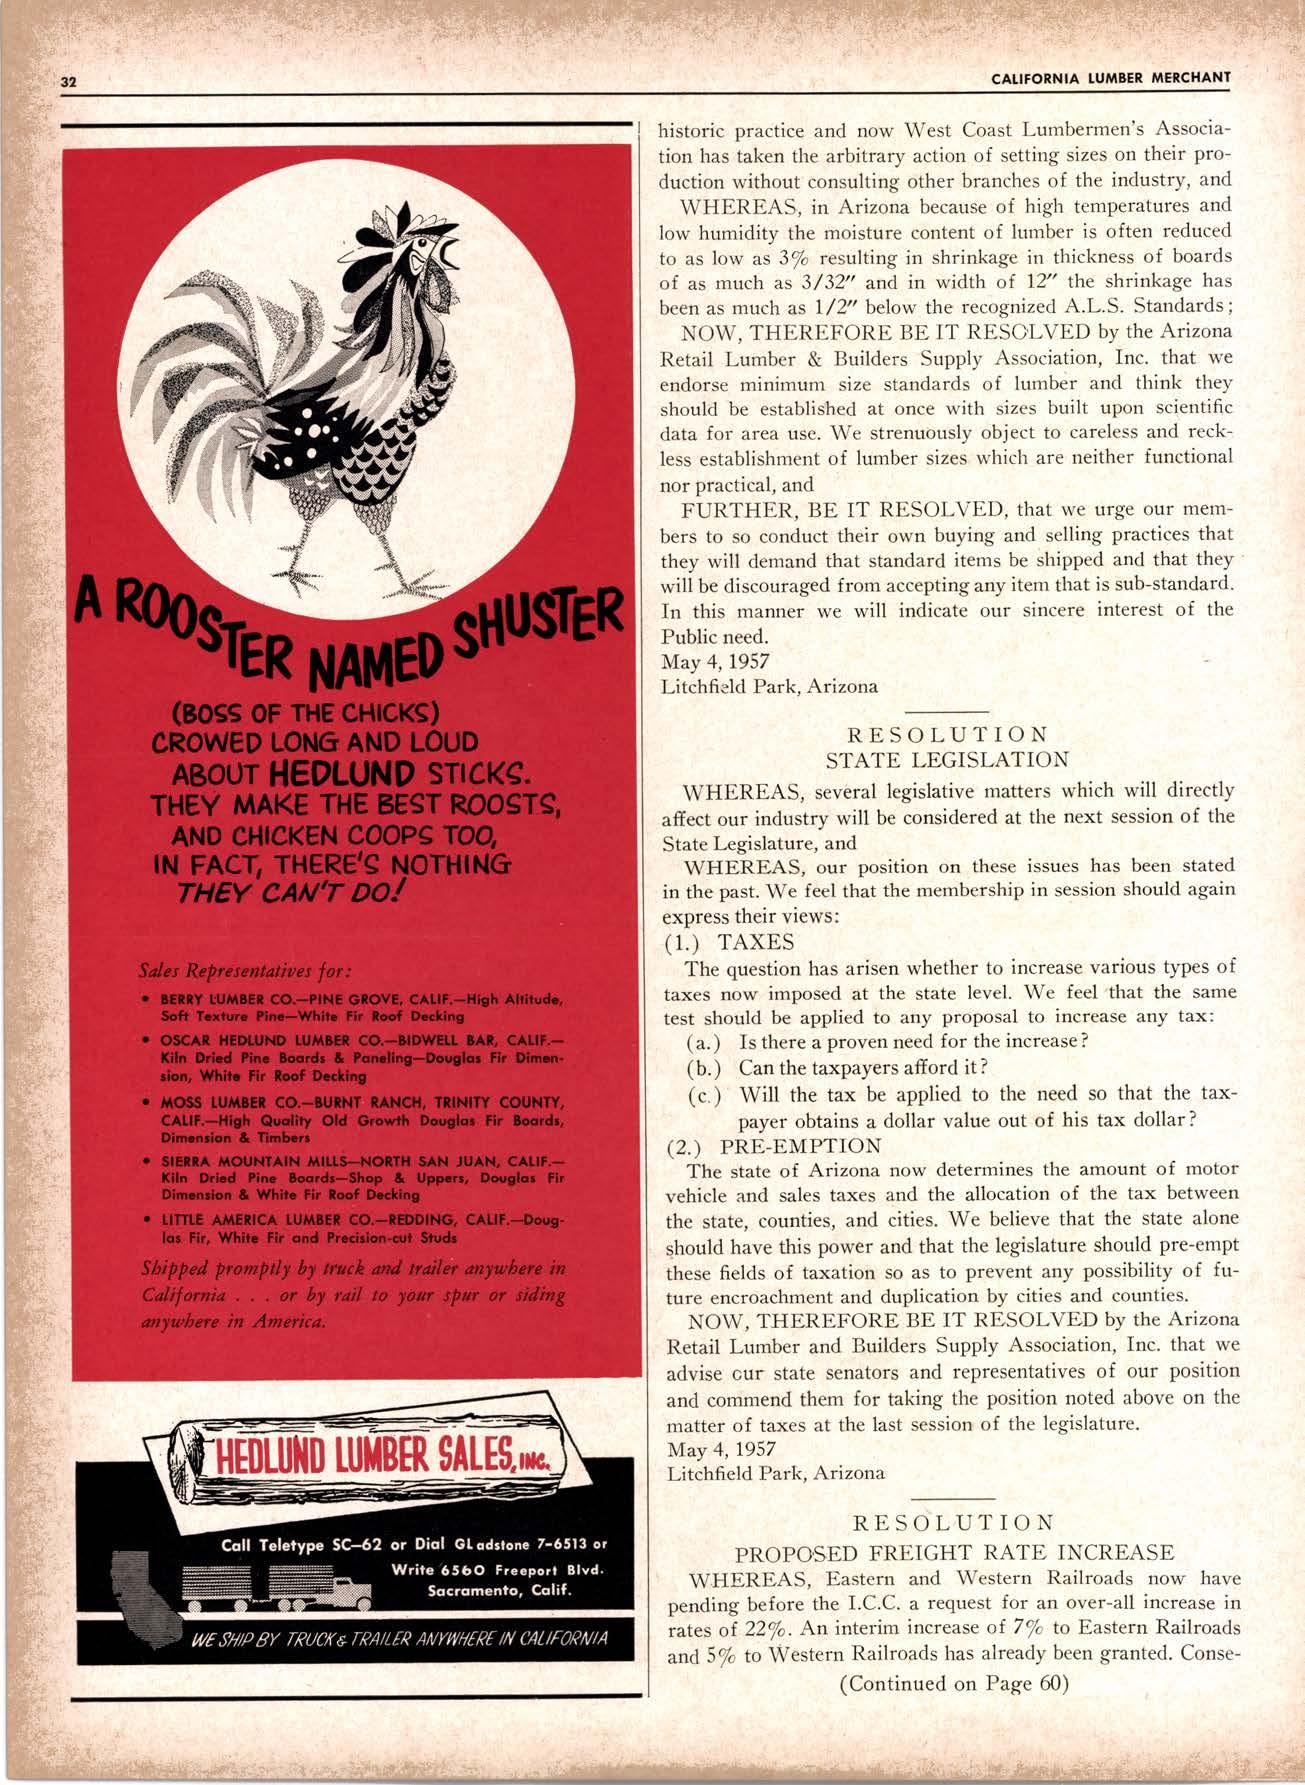 32
CALIFORNIA LUMBER MERCHANT
A ROOSTER NAMED SHUSTER
(BOSS OF THE CHICKS)
CROWED LONG AND LOUD
ABOUT HEDLUND STICKS.
THEY MAKE THE BEST ROOSTS,
AND CHICKEN COOPS TOO,
IN FACT, THERE'S NOTHING
THEY CAN'T DO!
Sales Representatives for:
• BERRY LUMBER CO.—PINE GROVE, CALIF.—High Altitude,
Soft Texture Pine—White Fir Roof Decking
• OSCAR HEDLUND LUMBER CO.—BIDWELL BAR, CALIF.—
Kiln Dried Pine Boards & Paneling—Douglas Fir Dimen-
sion, White Fir Roof Decking
• MOSS LUMBER CO.—BURNT RANCH, TRINITY COUNTY,
CALIF.—High Quality Old Growth Douglas Fir Boards,
Dimension & Timbers
• SIERRA MOUNTAIN MILLS—NORTH SAN JUAN, CALIF.—
Kiln Dried Pine Boards—Shop & Uppers, Douglas Fir
Dimension & White Fir Roof Decking
• LITTLE AMERICA LUMBER CO.—REDDING, CALIF.—Doug-
las Fir, White Fir and Precision-cut Studs
Shipped promptly by truck and trailer anywhere in
California . . . or by rail to your spur or siding
anywhere in America.
HEDLUND LUMBER SALES, INC.
Call Teletype SC—62 or Dial GLadstone 7-6513 or
Write 6560 Freeport Blvd.
Sacramento, Calif.
WE SHIP BY TRUCK & TRAILER ANYWHERE IN CALIFORNIA
historic practice and now West Coast Lumbermen's Associa-
tion has taken the arbitrary action of setting sizes on their pro-
duction without consulting other branches of the industry, and
WHEREAS, in Arizona because of high temperatures and
low humidity the moisture content of lumber is often reduced
to as low as 3% resulting in shrinkage in thickness of boards
of as much as 3/32″ and in width of 12″ the shrinkage has
been as much as 1/2″ below the recognized A.L.S. Standards;
NOW, THEREFORE BE IT RESOLVED by the Arizona
Retail Lumber & Builders Supply Association, Inc. that we
endorse minimum size standards of lumber and think they
should be established at once with sizes built upon scientific
data for area use. We strenuously object to careless and reck-
less establishment of lumber sizes which are neither functional
nor practical, and
FURTHER, BE IT RESOLVED, that we urge our mem-
bers to so conduct their own buying and selling practices that
they will demand that standard items be shipped and that they
will be discouraged from accepting any item that is sub-standard.
In this manner we will indicate our sincere interest of the
Public need.
May 4, 1957
Litchfield Park, Arizona
RESOLUTION
STATE LEGISLATION
WHEREAS, several legislative matters which will directly
affect our industry will be considered at the next session of the
State Legislature, and
WHEREAS, our position on these issues has been stated
in the past. We feel that the membership in session should again
express their views:
(1.) TAXES
The question has arisen whether to increase various types of
taxes now imposed at the state level. We feel that the same
test should be applied to any proposal to increase any tax:
(a.) Is there a proven need for the increase?
(b.) Can the taxpayers afford it?
(c.) Will the tax be applied to the need so that the tax-
payer obtains a dollar value out of his tax dollar?
(2.) PRE-EMPTION
The state of Arizona now determines the amount of motor
vehicle and sales taxes and the allocation of the tax between
the state, counties, and cities. We believe that the state alone
should have this power and that the legislature should pre-empt
these fields of taxation so as to prevent any possibility of fu-
ture encroachment and duplication by cities and counties.
NOW, THEREFORE BE IT RESOLVED by the Arizona
Retail Lumber and Builders Supply Association, Inc. that we
advise our state senators and representatives of our position
and commend them for taking the position noted above on the
matter of taxes at the last session of the legislature.
May 4, 1957
Litchfield Park, Arizona
RESOLUTION
PROPOSED FREIGHT RATE INCREASE
WHEREAS, Eastern and Western Railroads now have
pending before the I.C.C. a request for an over-all increase in
rates of 22%. An interim increase of 7% to Eastern Railroads
and 5% to Western Railroads has already been granted. Conse-
(Continued on Page 60)